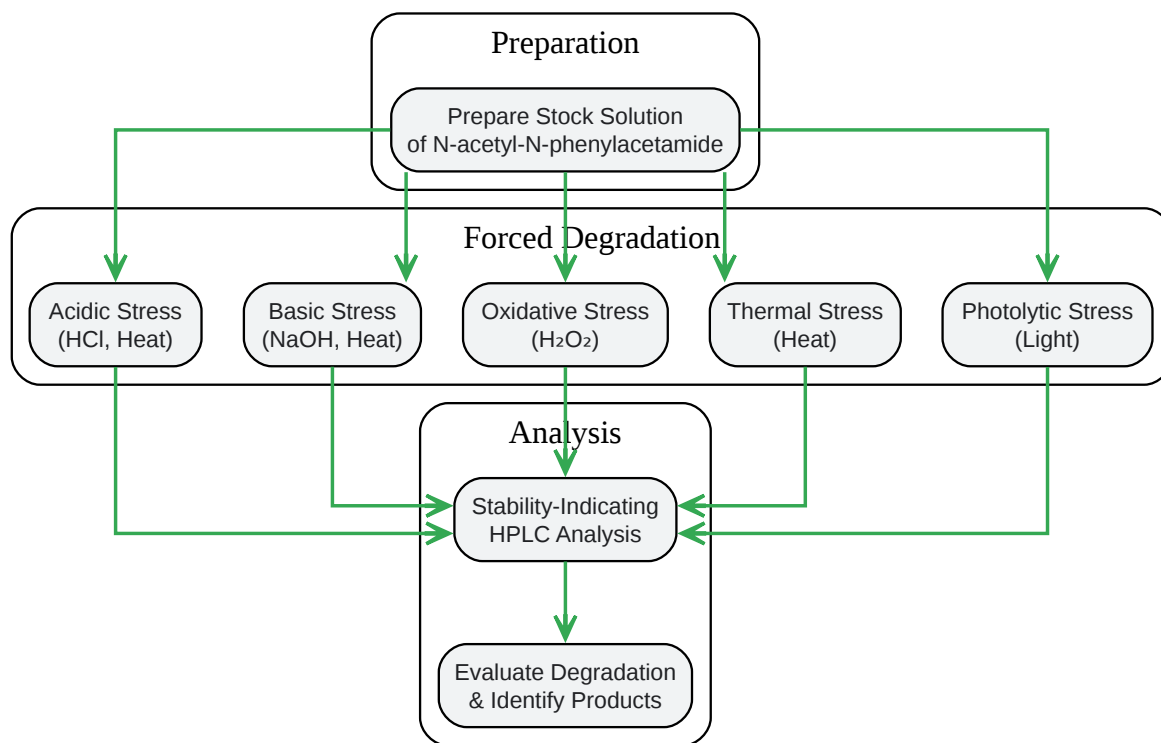 Preparation
Prepare Stock Solution
of N-acetyl-N-phenylacetamide
Forced Degradation
Acidic Stress
(HCl, Heat)
Basic Stress
(NaOH, Heat)
Oxidative Stress
(H₂O₂)
Thermal Stress
(Heat)
Photolytic Stress
(Light)
Analysis
Stability-Indicating
HPLC Analysis
Evaluate Degradation
& Identify Products